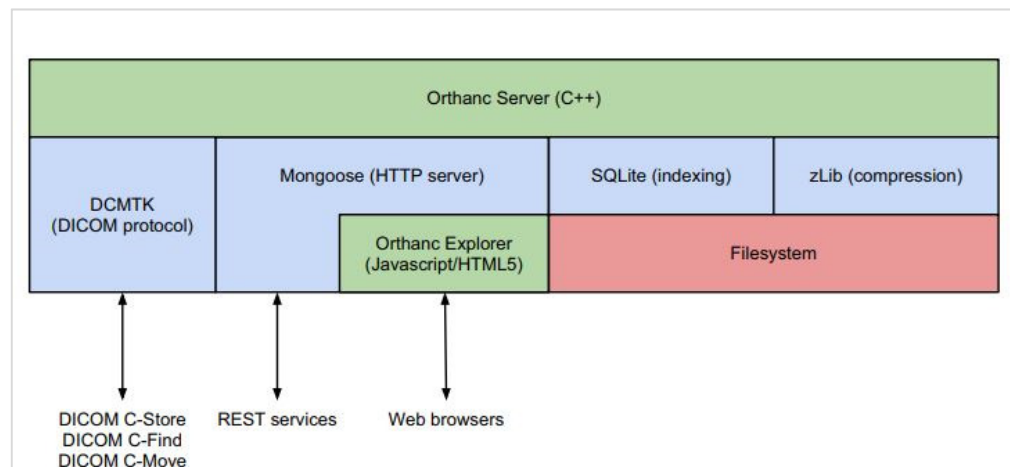 Orthanc Server (C++)
DCMTK
(DICOM protocol)
Mongoose (HTTP server)
SQLite (indexing)
zLib (compression)
Orthanc Explorer
(Javascript/HTML5)
Filesystem
DICOM C-Store
DICOM C-Find
DICOM C-Move
REST services
Web browsers